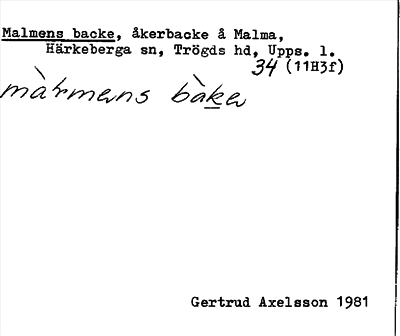 Malmens backe, åkerbacke å Malma,
Härkeberga sn, Trögds hd, Upps. l.
34 (11H3f)
màrmens bàke
Gertrud Axelsson 1981